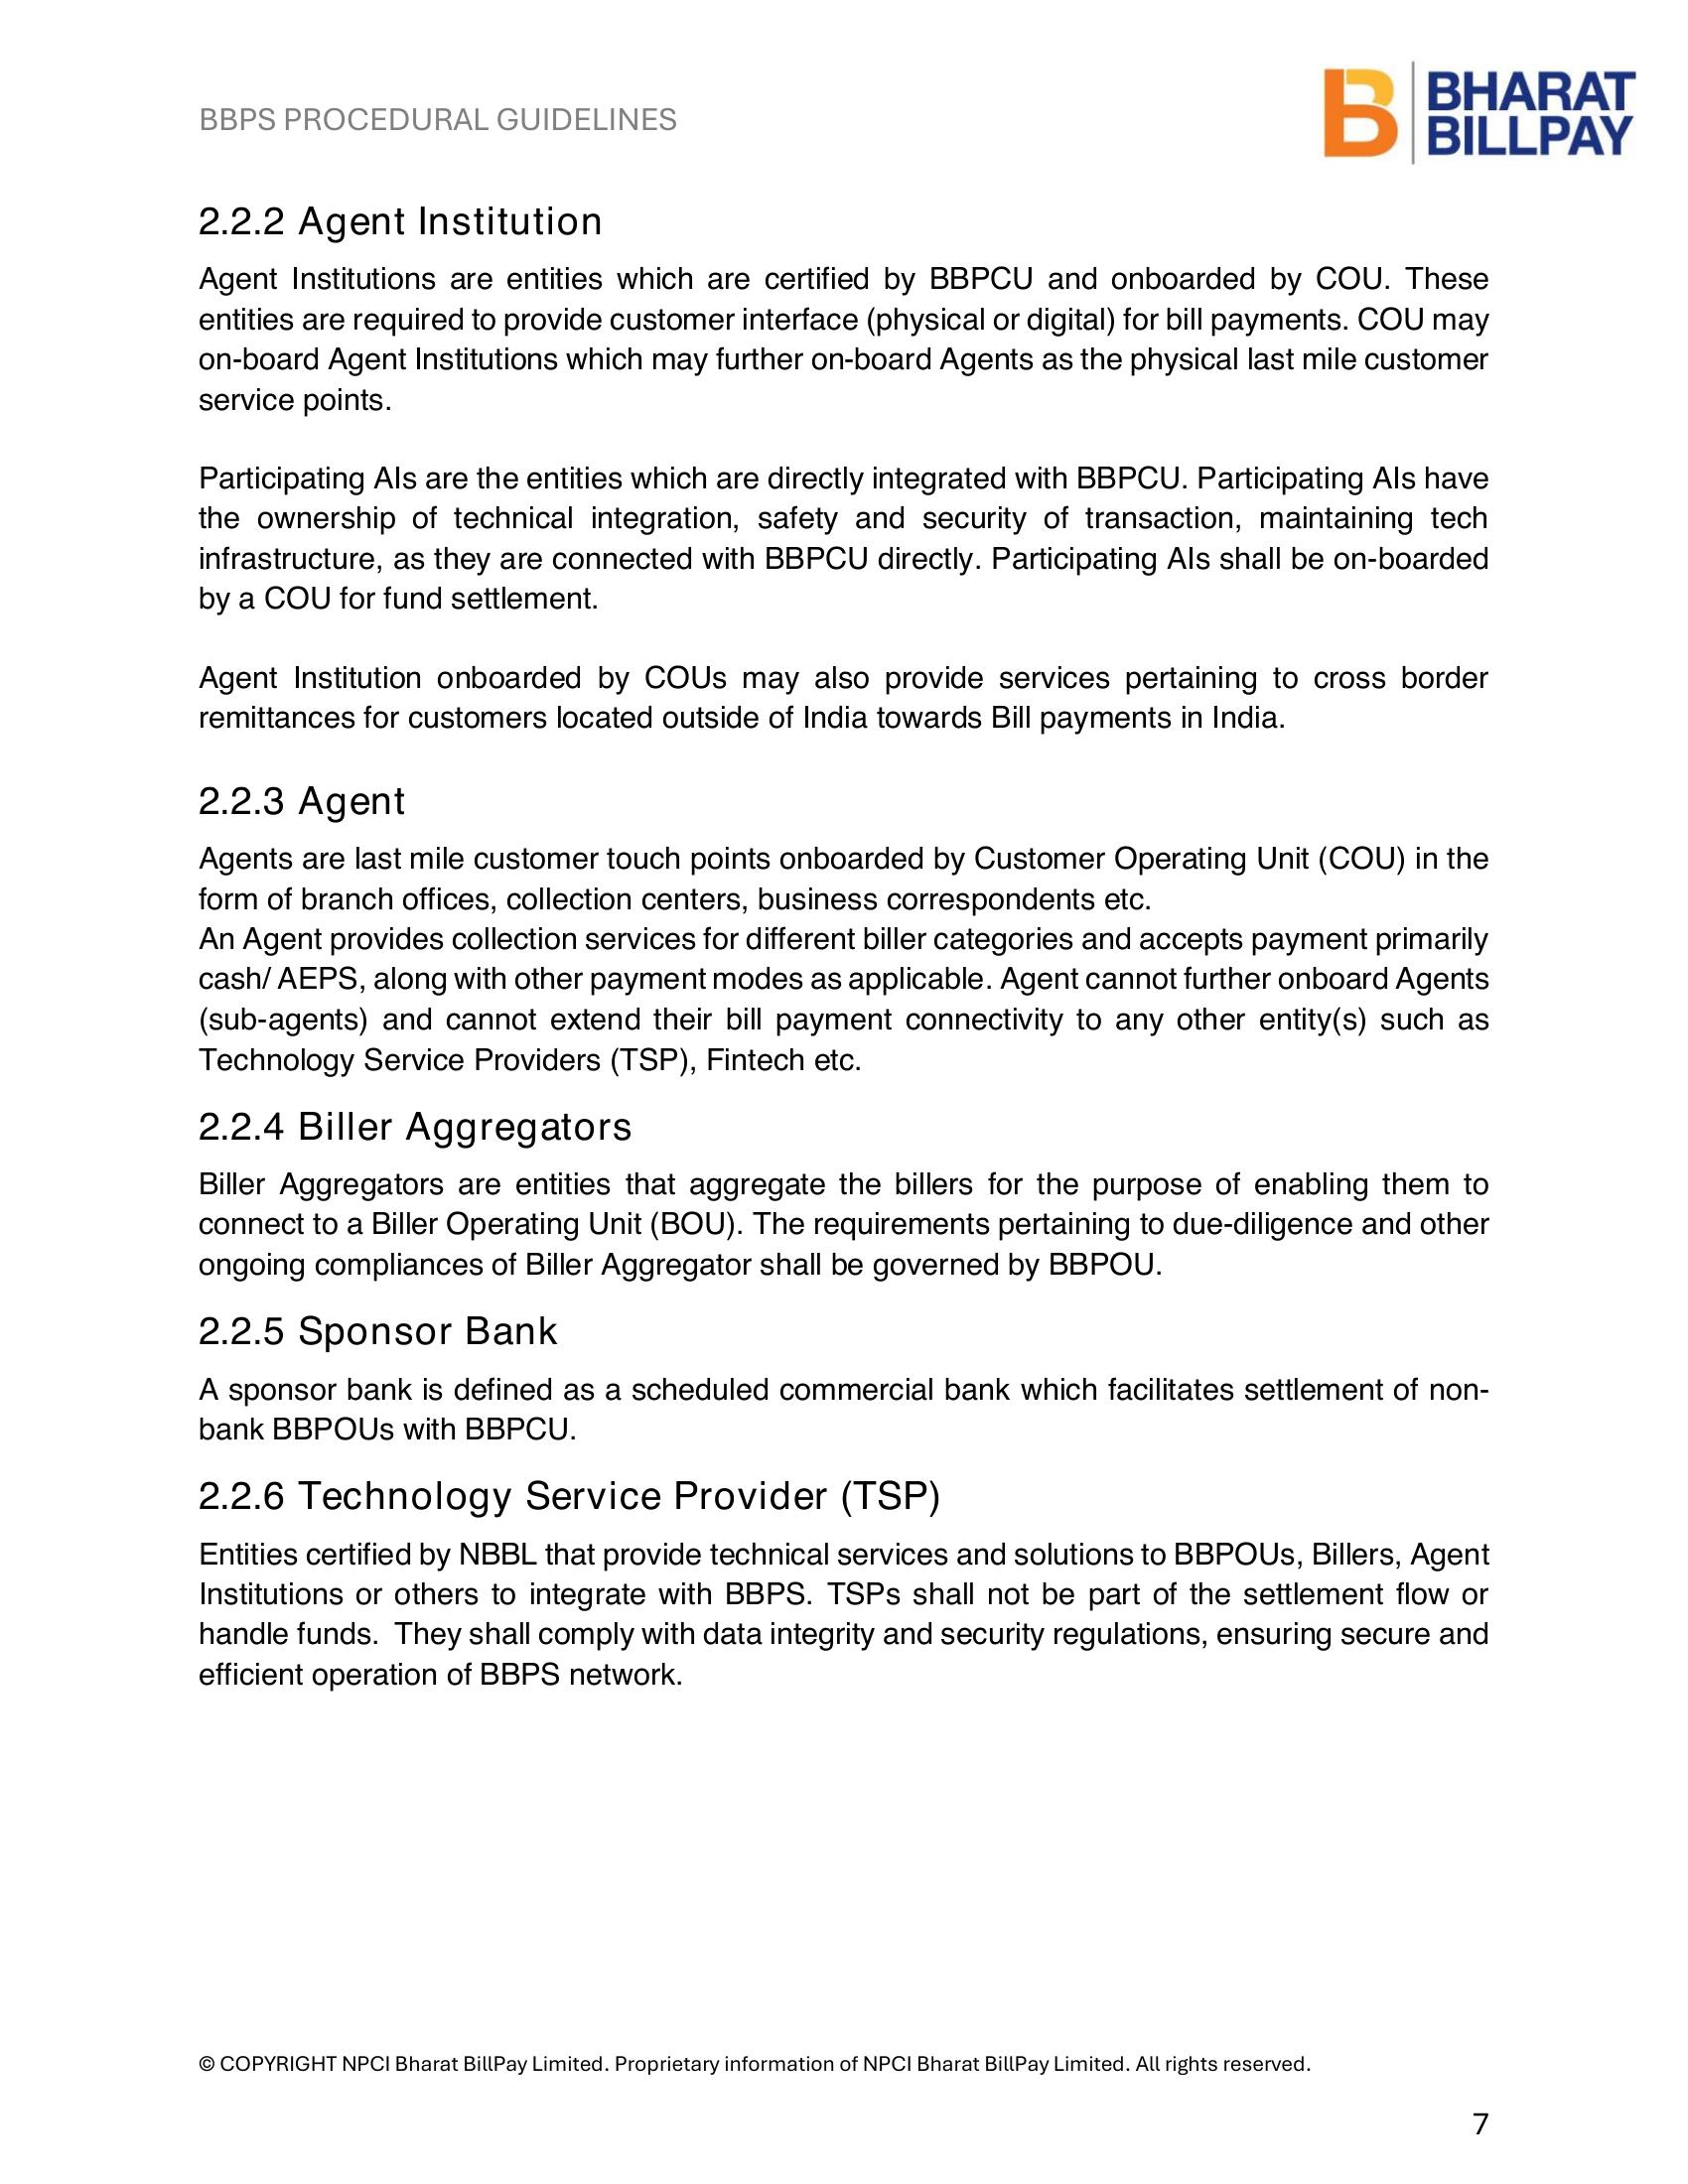 BBPS PROCEDURAL GUIDELINES
BHARAT
BILLPAY
2.2.2 Agent Institution
Agent Institutions are entities which are certified by BBPCU and onboarded by COU. These
entities are required to provide customer interface (physical or digital) for bill payments. COU may
on-board Agent Institutions which may further on-board Agents as the physical last mile customer
service points.
Participating AIs are the entities which are directly integrated with BBPCU. Participating AIs have
the ownership of technical integration, safety and security of transaction, maintaining tech
infrastructure, as they are connected with BBPCU directly. Participating AIs shall be on-boarded
by a COU for fund settlement.
Agent Institution onboarded by COUs may also provide services pertaining to cross border
remittances for customers located outside of India towards Bill payments in India.
2.2.3 Agent
Agents are last mile customer touch points onboarded by Customer Operating Unit (COU) in the
form of branch offices, collection centers, business correspondents etc.
An Agent provides collection services for different biller categories and accepts payment primarily
cash/ AEPS, along with other payment modes as applicable. Agent cannot further onboard Agents
(sub-agents) and cannot extend their bill payment connectivity to any other entity(s) such as
Technology Service Providers (TSP), Fintech etc.
2.2.4 Biller Aggregators
Biller Aggregators are entities that aggregate the billers for the purpose of enabling them to
connect to a Biller Operating Unit (BOU). The requirements pertaining to due-diligence and other
ongoing compliances of Biller Aggregator shall be governed by BBPOU.
2.2.5 Sponsor Bank
A sponsor bank is defined as a scheduled commercial bank which facilitates settlement of non-
bank BBPOUs with BBPCU.
2.2.6 Technology Service Provider (TSP)
Entities certified by NBBL that provide technical services and solutions to BBPOUs, Billers, Agent
Institutions or others to integrate with BBPS. TSPs shall not be part of the settlement flow or
handle funds.  They shall comply with data integrity and security regulations, ensuring secure and
efficient operation of BBPS network.
© COPYRIGHT NPCI Bharat BillPay Limited. Proprietary information of NPCI Bharat BillPay Limited. All rights reserved.
7